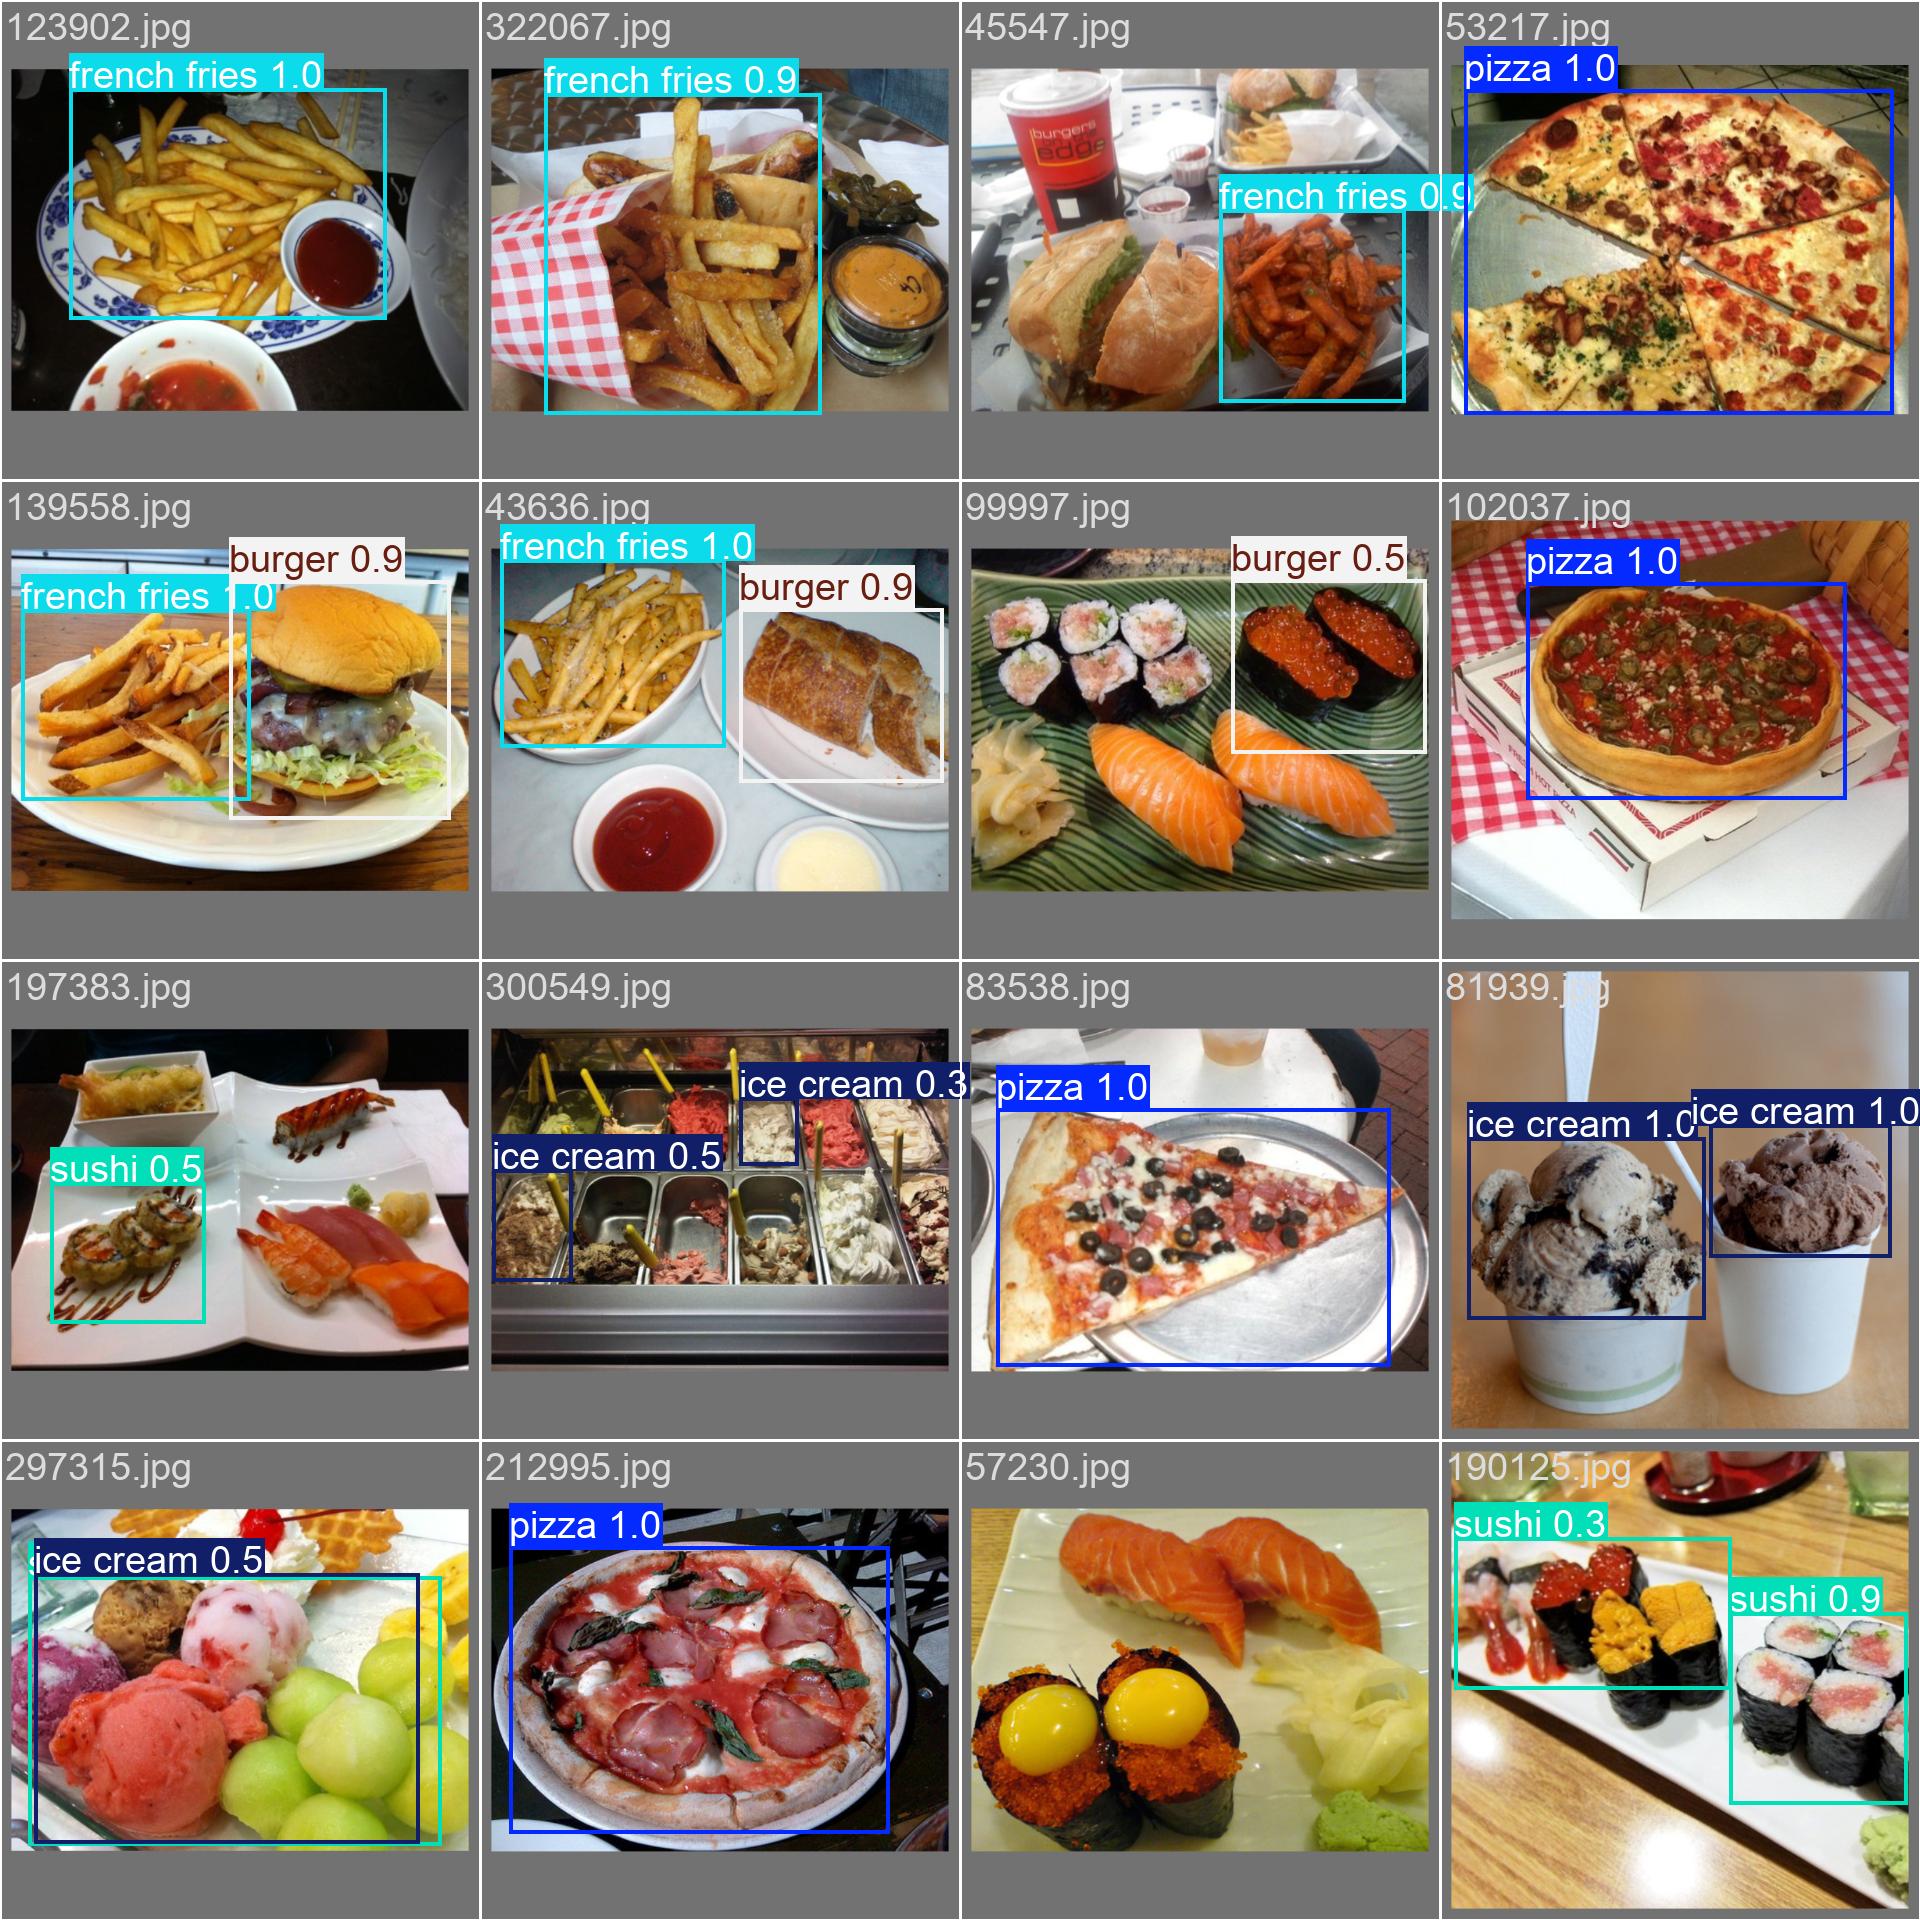 123902.jpg
french fries 1.0
322067.jpg
french fries 0.9
45547.jpg
burgers
edge
french fries 0.9
53217.jpg
pizza 1.0
139558.jpg
burger 0.9
french fries 1.0
43636.jpg
french fries 1.0
burger 0.9
99997.jpg
burger 0.5
102037.jpg
pizza 1.0
197383.jpg
sushi 0.5
300549.jpg
ice cream 0.3
ice cream 0.5
83538.jpg
pizza 1.0
81939.jpg
ice cream 1.0
ice cream 1.0
297315.jpg
ice cream 0.5
212995.jpg
pizza 1.0
57230.jpg
190125.jpg
sushi 0.3
sushi 0.9